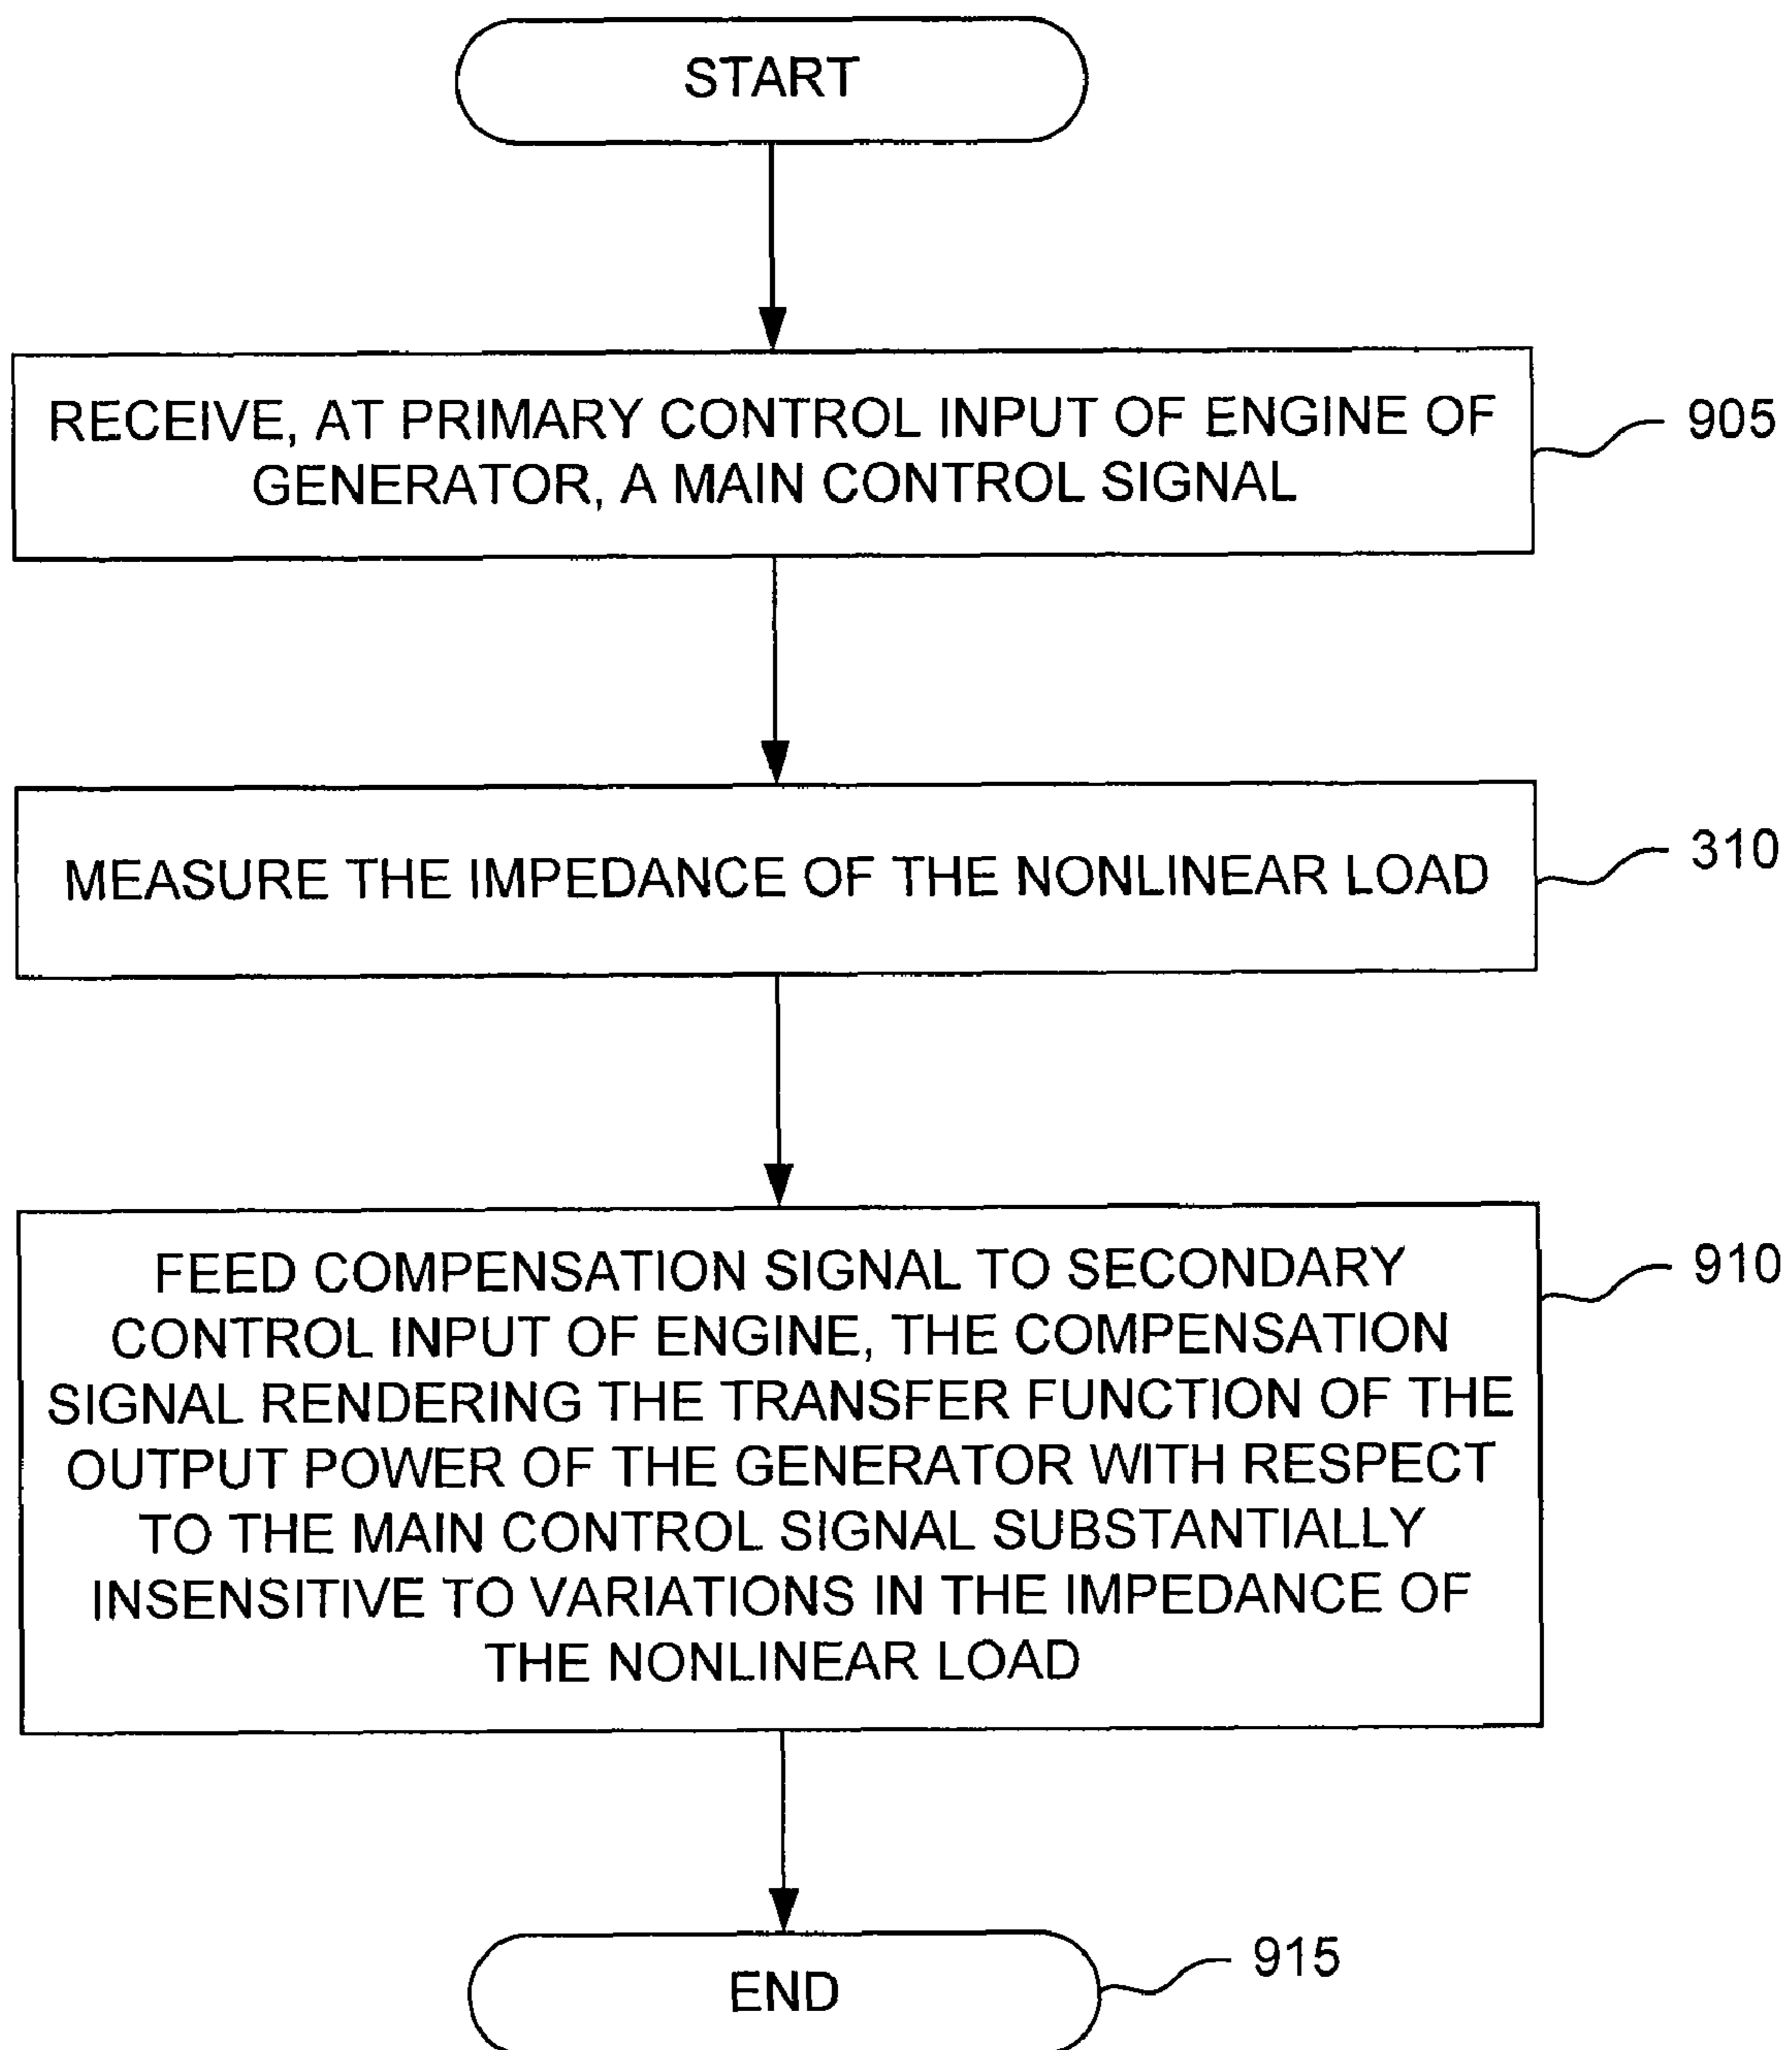 START
RECEIVE, AT PRIMARY CONTROL INPUT OF ENGINE OF
GENERATOR, A MAIN CONTROL SIGNAL
905
MEASURE THE IMPEDANCE OF THE NONLINEAR LOAD
310
FEED COMPENSATION SIGNAL TO SECONDARY
CONTROL INPUT OF ENGINE, THE COMPENSATION
SIGNAL RENDERING THE TRANSFER FUNCTION OF THE
OUTPUT POWER OF THE GENERATOR WITH RESPECT
TO THE MAIN CONTROL SIGNAL SUBSTANTIALLY
INSENSITIVE TO VARIATIONS IN THE IMPEDANCE OF
THE NONLINEAR LOAD
910
END
915